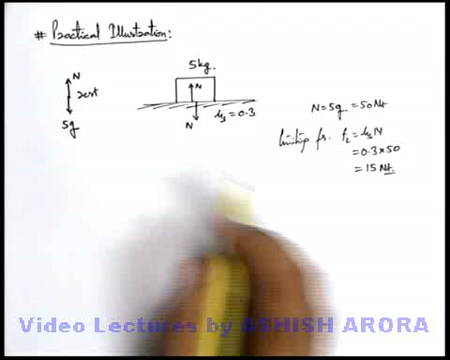 # Practical Illustration:
5kg.
N
rest
5g
N
N
μs = 0.3
N = 5g = 50 Nt
limiting fr. fL = μsN
= 0.3×50
= 15 Nt.
Video Lectures by ASHISH ARORA